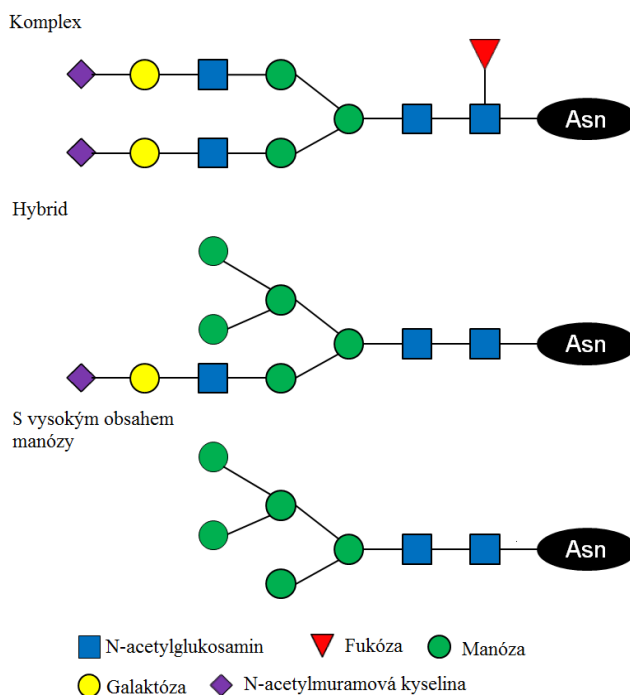 Komplex
Asn
Hybrid
Asn
S vysokým obsahem
manózy
Asn
N-acetylglukosamin Fukóza Manóza
Galaktóza N-acetylmuramová kyselina